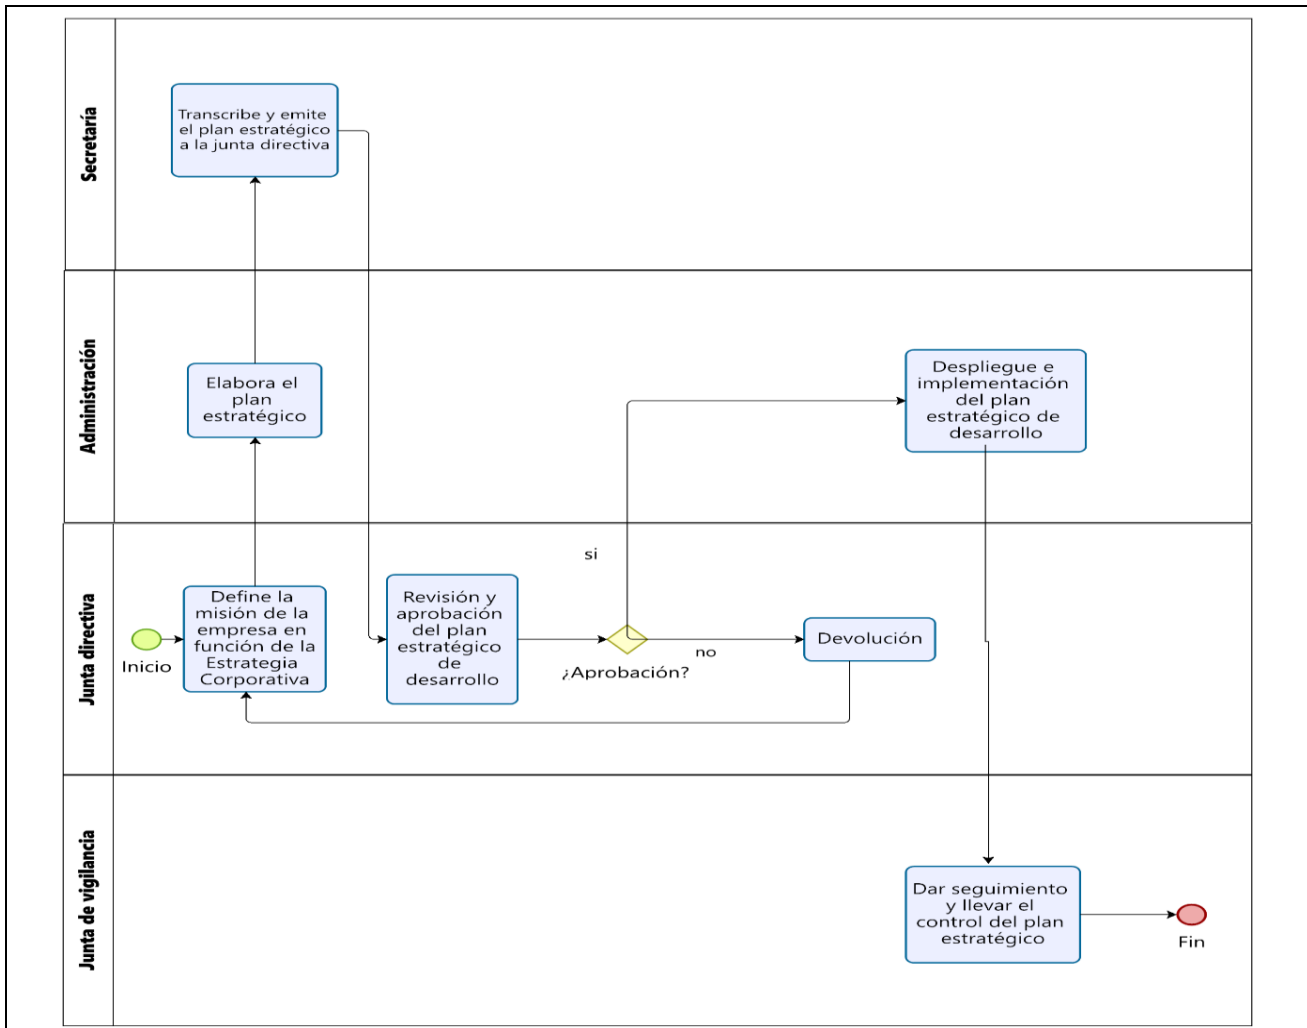 Secretaría
Transcribe y emite
el plan estratégico
a la junta directiva
Administración
Elabora el
plan
estratégico
Despliegue e
implementación
del plan
estratégico de
desarrollo
Junta directiva
Inicio
Define la
misión de la
empresa en
función de la
Estrategia
Corporativa
Revisión y
aprobación
del plan
estratégico
de
desarrollo
si
¿Aprobación?
no
Devolución
Junta de vigilancia
Dar seguimiento
y llevar el
control del plan
estratégico
Fin